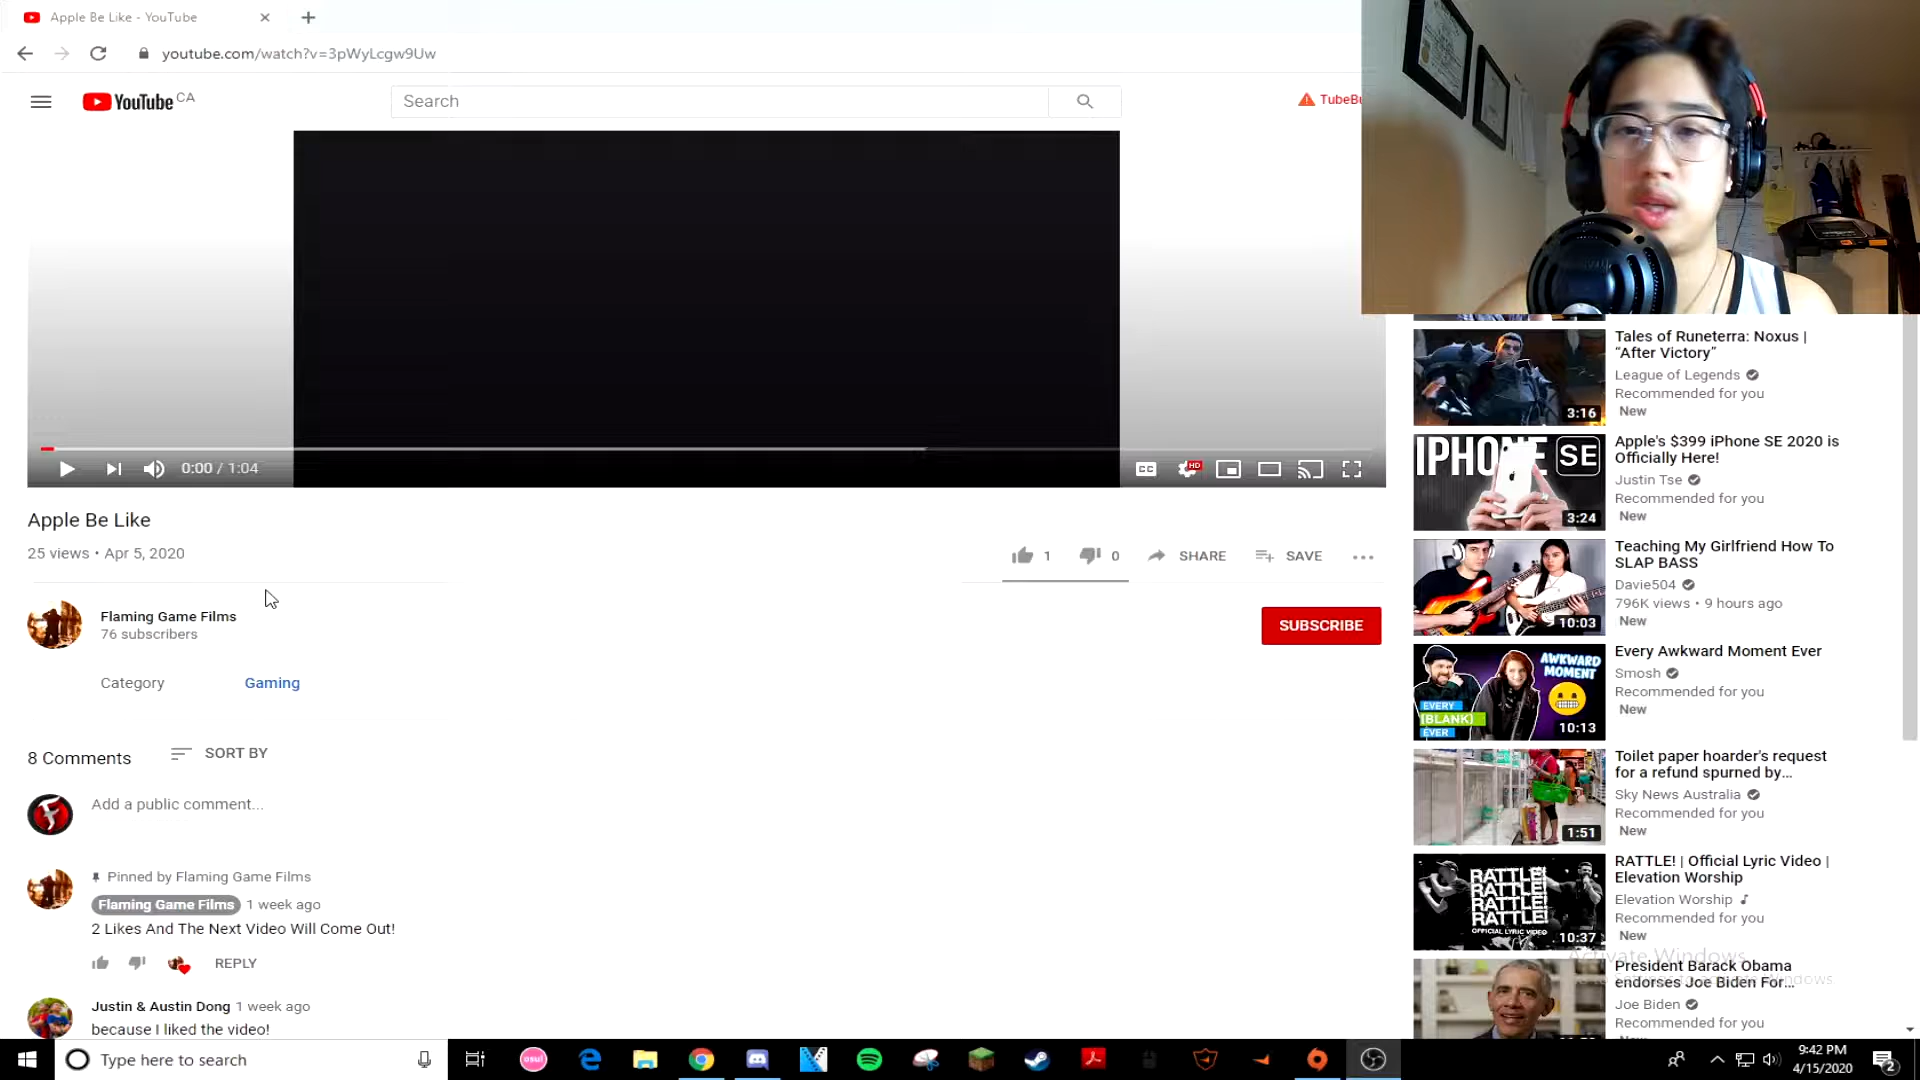 Apple Be Like - YouTube
youtube.com/watch?v=3pWyLcgw9Uw
YouTube CA
Search
TubeBu
0:00 / 1:04
CC
HD
Apple Be Like
25 views • Apr 5, 2020
1
0
SHARE
SAVE
Flaming Game Films
76 subscribers
SUBSCRIBE
Category
Gaming
8 Comments
SORT BY
Add a public comment...
Pinned by Flaming Game Films
Flaming Game Films 1 week ago
2 Likes And The Next Video Will Come Out!
REPLY
Justin & Austin Dong 1 week ago
because I liked the video!
3:16
Tales of Runeterra: Noxus |
“After Victory”
League of Legends
Recommended for you
New
IPHONE SE
3:24
Apple's $399 iPhone SE 2020 is
Officially Here!
Justin Tse
Recommended for you
New
10:03
Teaching My Girlfriend How To
SLAP BASS
Davie504
796K views • 9 hours ago
New
AWKWARD
MOMENT
EVERY
[BLANK]
EVER
10:13
Every Awkward Moment Ever
Smosh
Recommended for you
New
1:51
Toilet paper hoarder's request
for a refund spurned by...
Sky News Australia
Recommended for you
New
RATTLE!
RATTLE!
RATTLE!
RATTLE!
OFFICIAL LYRIC VIDEO
10:37
RATTLE! | Official Lyric Video |
Elevation Worship
Elevation Worship
Recommended for you
New
Activate Windows
President Barack Obama
endorses Joe Biden For...
Joe Biden
Recommended for you
Type here to search
osu!
9:42 PM
4/15/2020
2